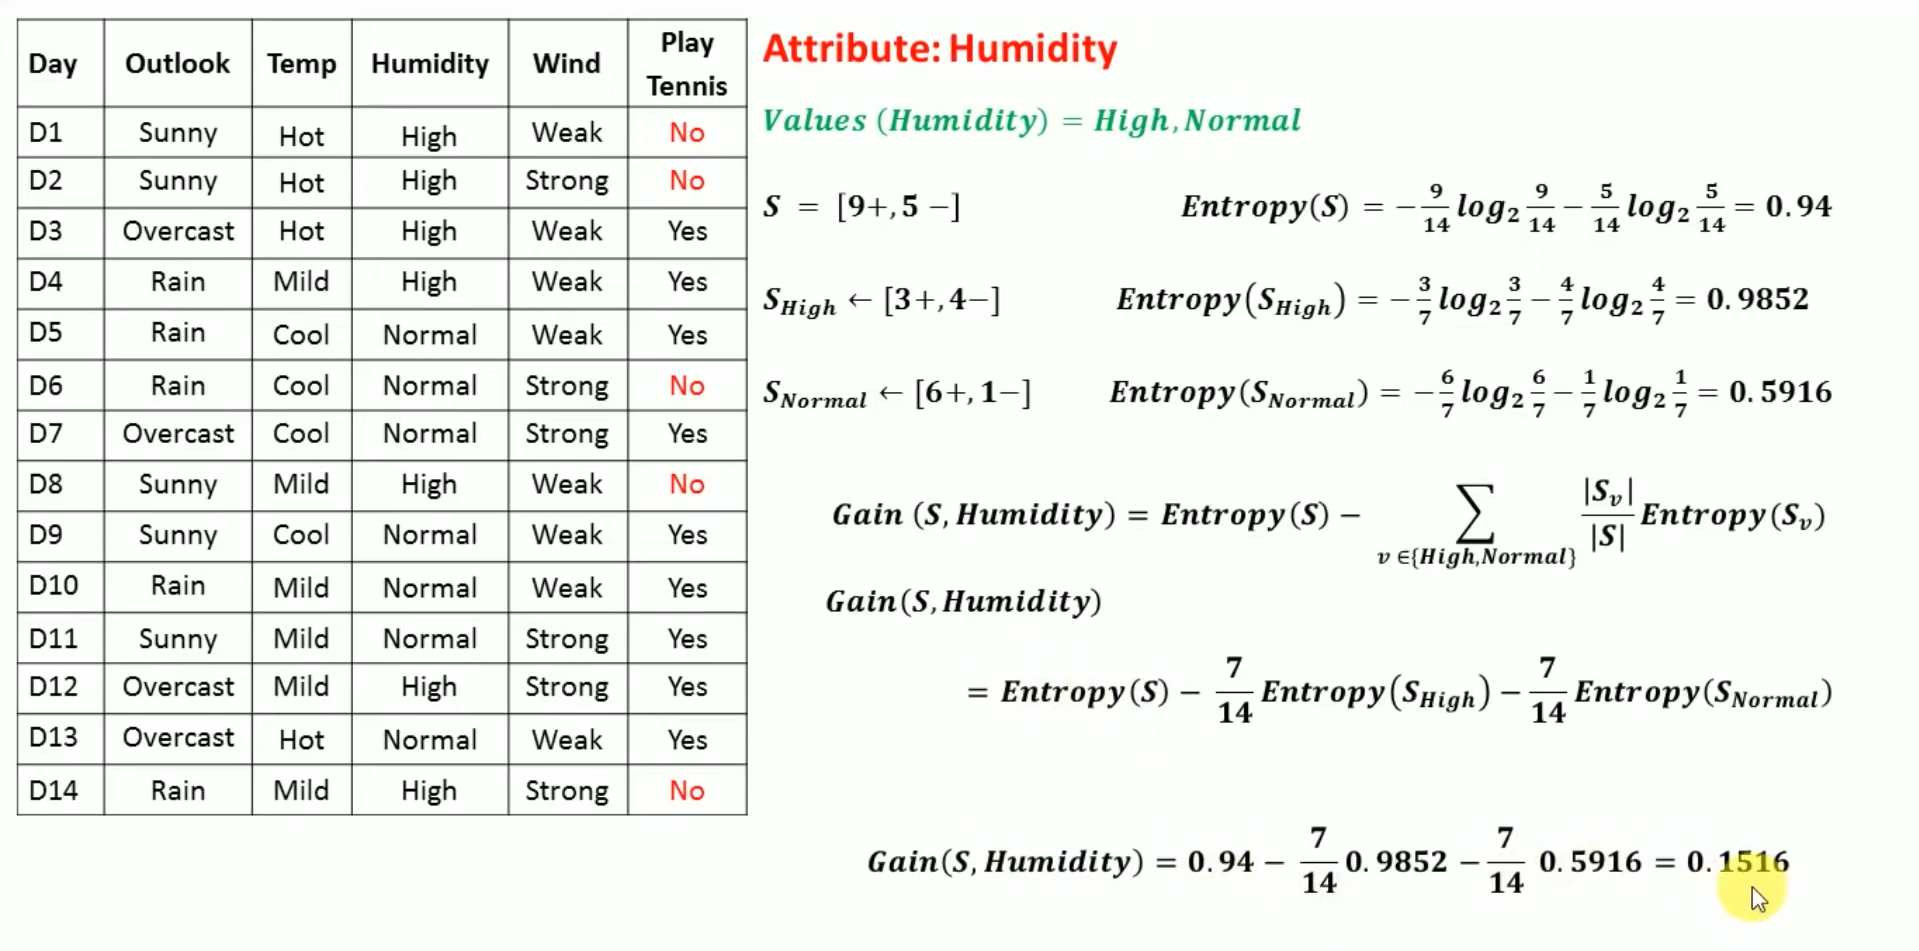 Day Outlook Temp Humidity Wind Play Tennis
D1 Sunny Hot High Weak No
D2 Sunny Hot High Strong No
D3 Overcast Hot High Weak Yes
D4 Rain Mild High Weak Yes
D5 Rain Cool Normal Weak Yes
D6 Rain Cool Normal Strong No
D7 Overcast Cool Normal Strong Yes
D8 Sunny Mild High Weak No
D9 Sunny Cool Normal Weak Yes
D10 Rain Mild Normal Weak Yes
D11 Sunny Mild Normal Strong Yes
D12 Overcast Mild High Strong Yes
D13 Overcast Hot Normal Weak Yes
D14 Rain Mild High Strong No
Attribute: Humidity
Values (Humidity) = High, Normal
S = [9+, 5 −] Entropy(S) = −9/14 log₂ 9/14 − 5/14 log₂ 5/14 = 0.94
S_High ← [3+, 4−] Entropy(S_High) = −3/7 log₂ 3/7 − 4/7 log₂ 4/7 = 0.9852
S_Normal ← [6+, 1−] Entropy(S_Normal) = −6/7 log₂ 6/7 − 1/7 log₂ 1/7 = 0.5916
Gain (S, Humidity) = Entropy(S) − ∑ v ∈{High,Normal} |S_v|/|S| Entropy(S_v)
Gain(S, Humidity)
= Entropy(S) − 7/14 Entropy(S_High) − 7/14 Entropy(S_Normal)
Gain(S, Humidity) = 0.94 − 7/14 0.9852 − 7/14 0.5916 = 0.1516